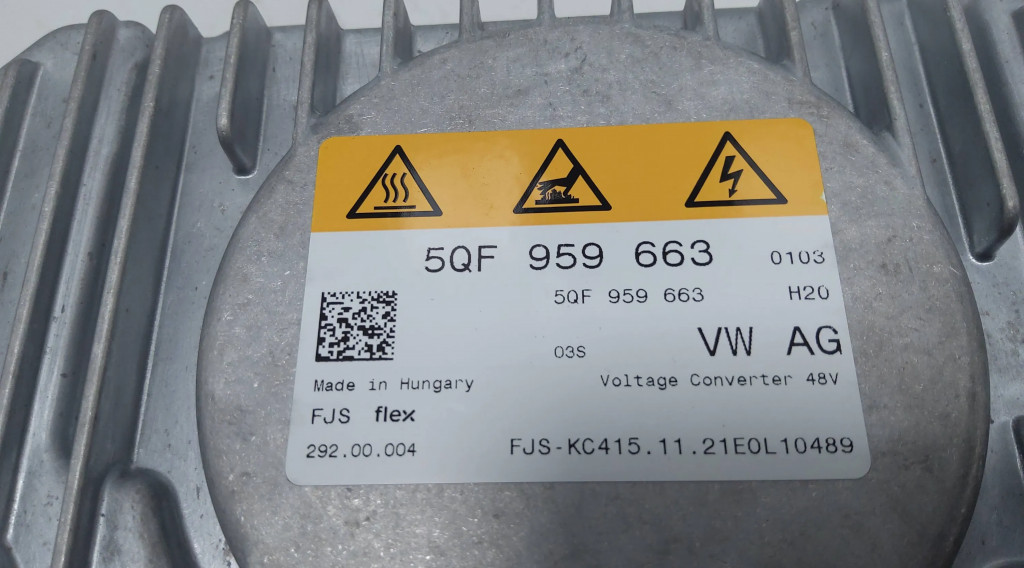 5QF 959 663 0103
5QF 959 663 H20
03S VW AG
Made in Hungary Voltage Converter 48V
FJS flex
292.00.004 FJS-KC415.11.21E0L10489